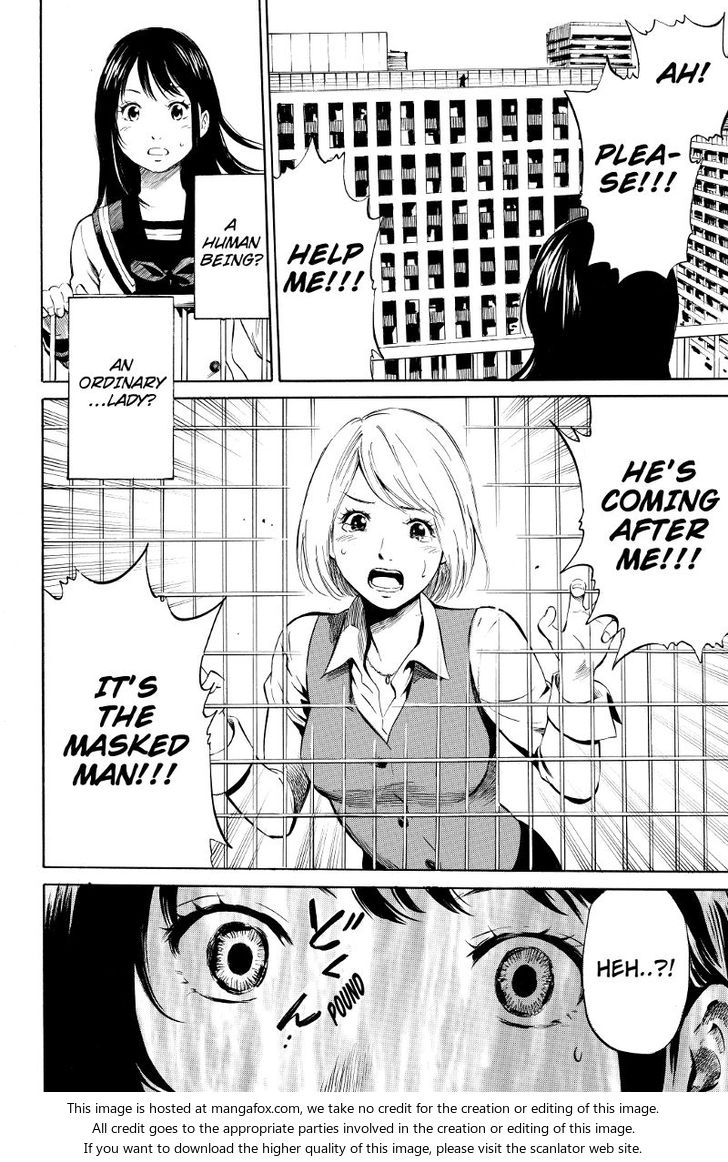 AH!
PLEA-
SE!!!
HELP
ME!!!
A
HUMAN
BEING?
AN
ORDINARY
...LADY?
HE'S
COMING
AFTER
ME!!!
IT'S
THE
MASKED
MAN!!!
HEH..?!
どくん
POUND
This image is hosted at mangafox.com, we take no credit for the creation or editing of this image.
All credit goes to the appropriate parties involved in the creation or editing of this image.
If you want to download the higher quality of this image, please visit the scanlator web site.